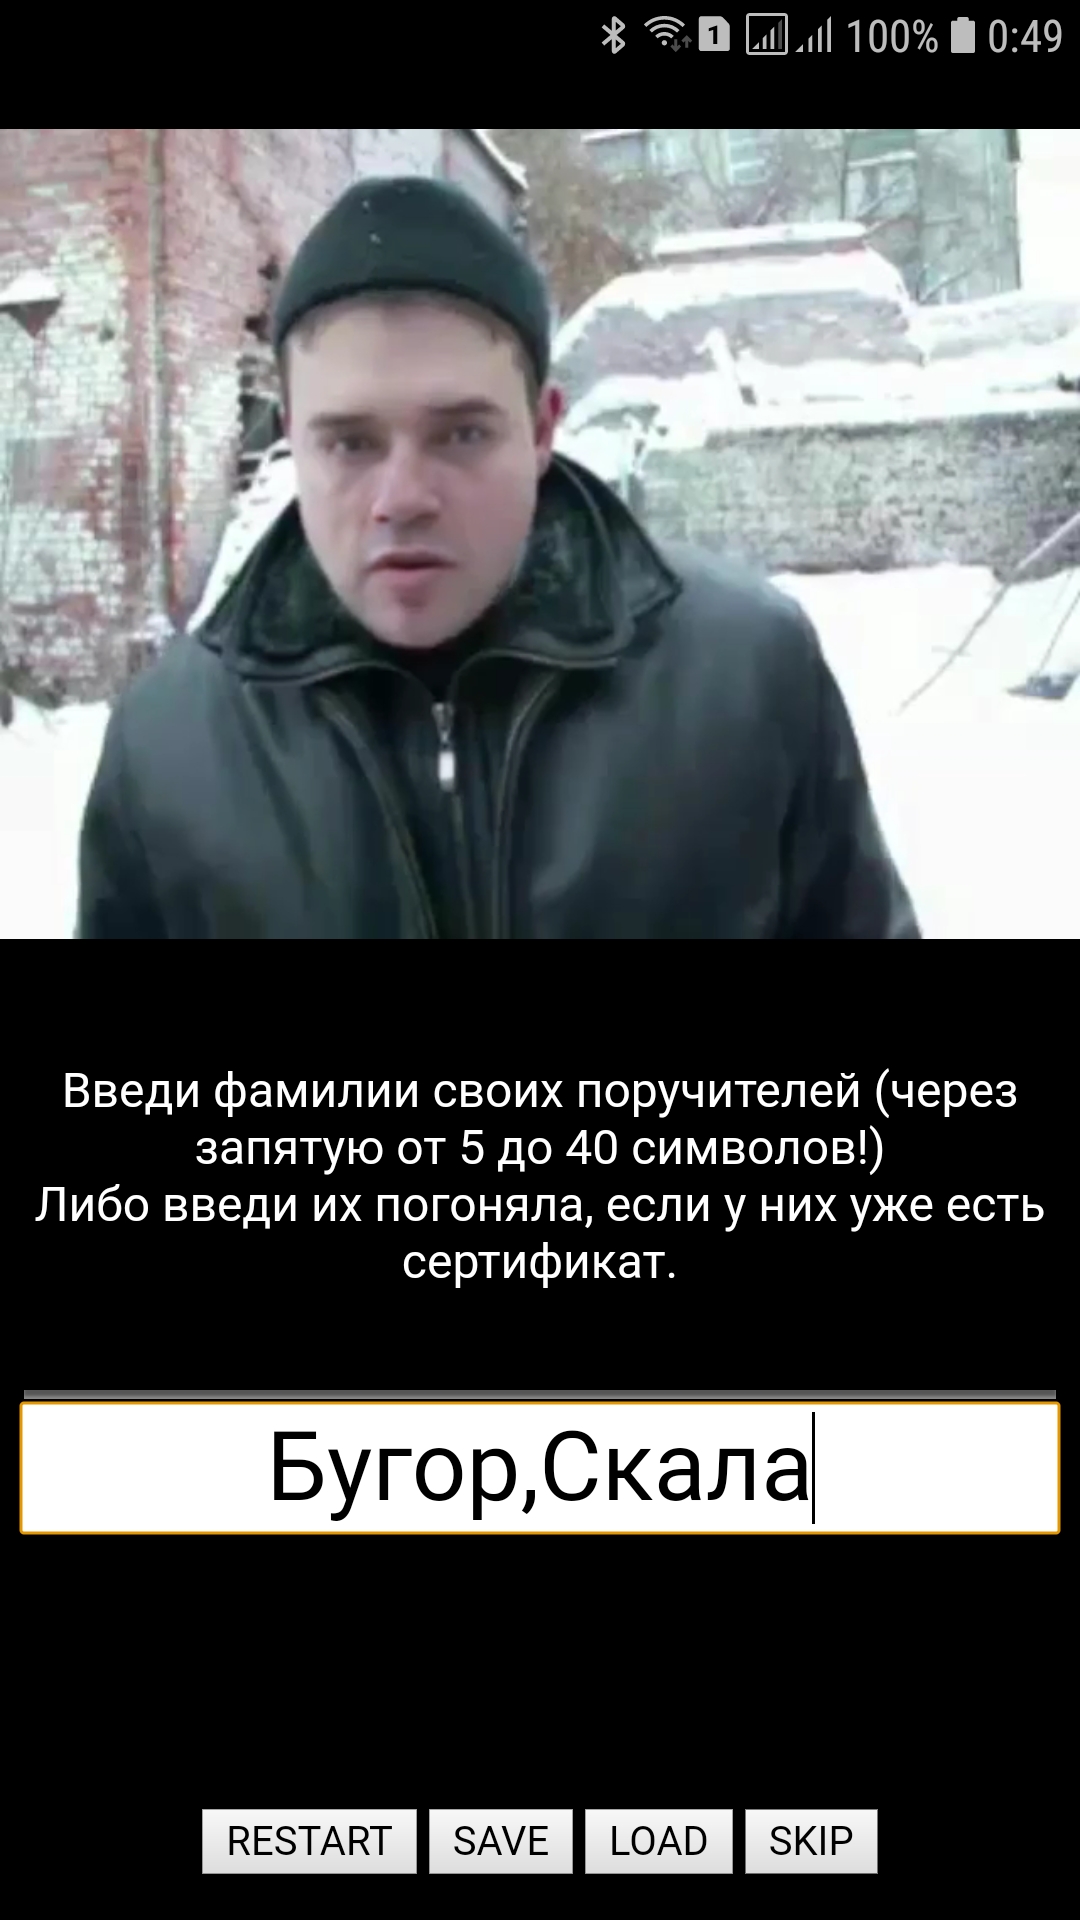 1 100% 0:49
Введи фамилии своих поручителей (через
запятую от 5 до 40 символов!)
Либо введи их погоняла, если у них уже есть
сертификат.
Бугор,Скала
RESTART SAVE LOAD SKIP